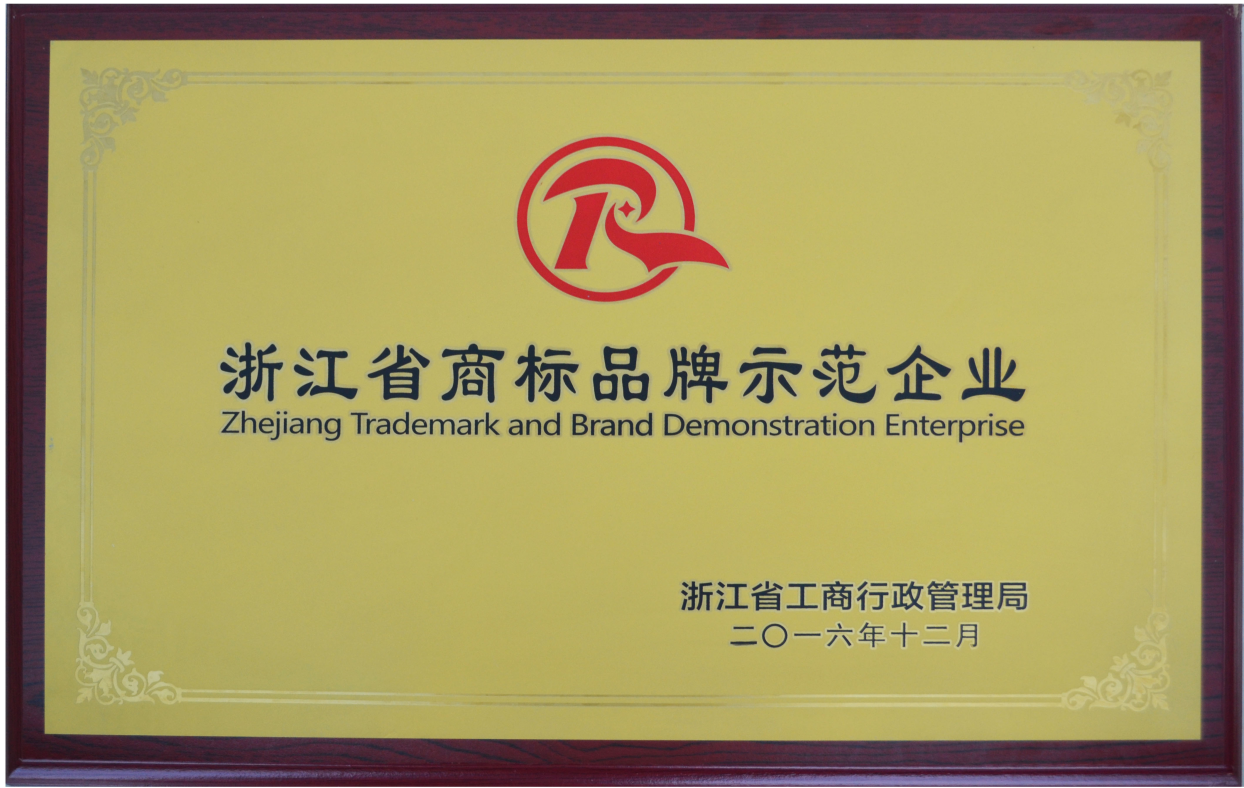 浙江省商标品牌示范企业
Zhejiang Trademark and Brand Demonstration Enterprise
浙江省工商行政管理局
二〇一六年十二月